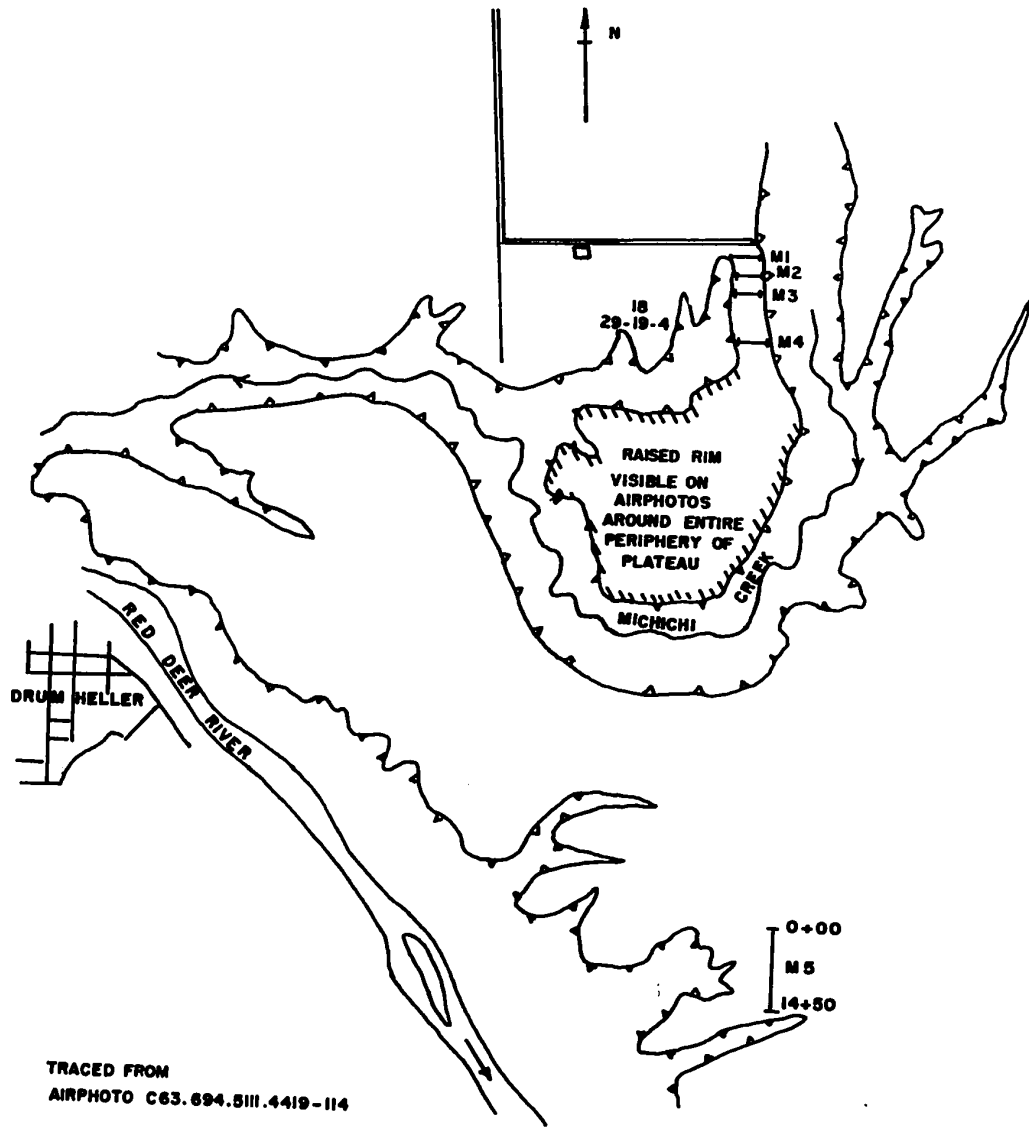 N
M1
M2
M3
18
29-19-4
M4
RAISED RIM
VISIBLE ON
AIRPHOTOS
AROUND ENTIRE
PERIPHERY OF
PLATEAU
CREEK
MICHICHI
RED DEER RIVER
DRUM HELLER
0+00
M5
14+50
TRACED FROM
AIRPHOTO C63.694.5111.4419-114